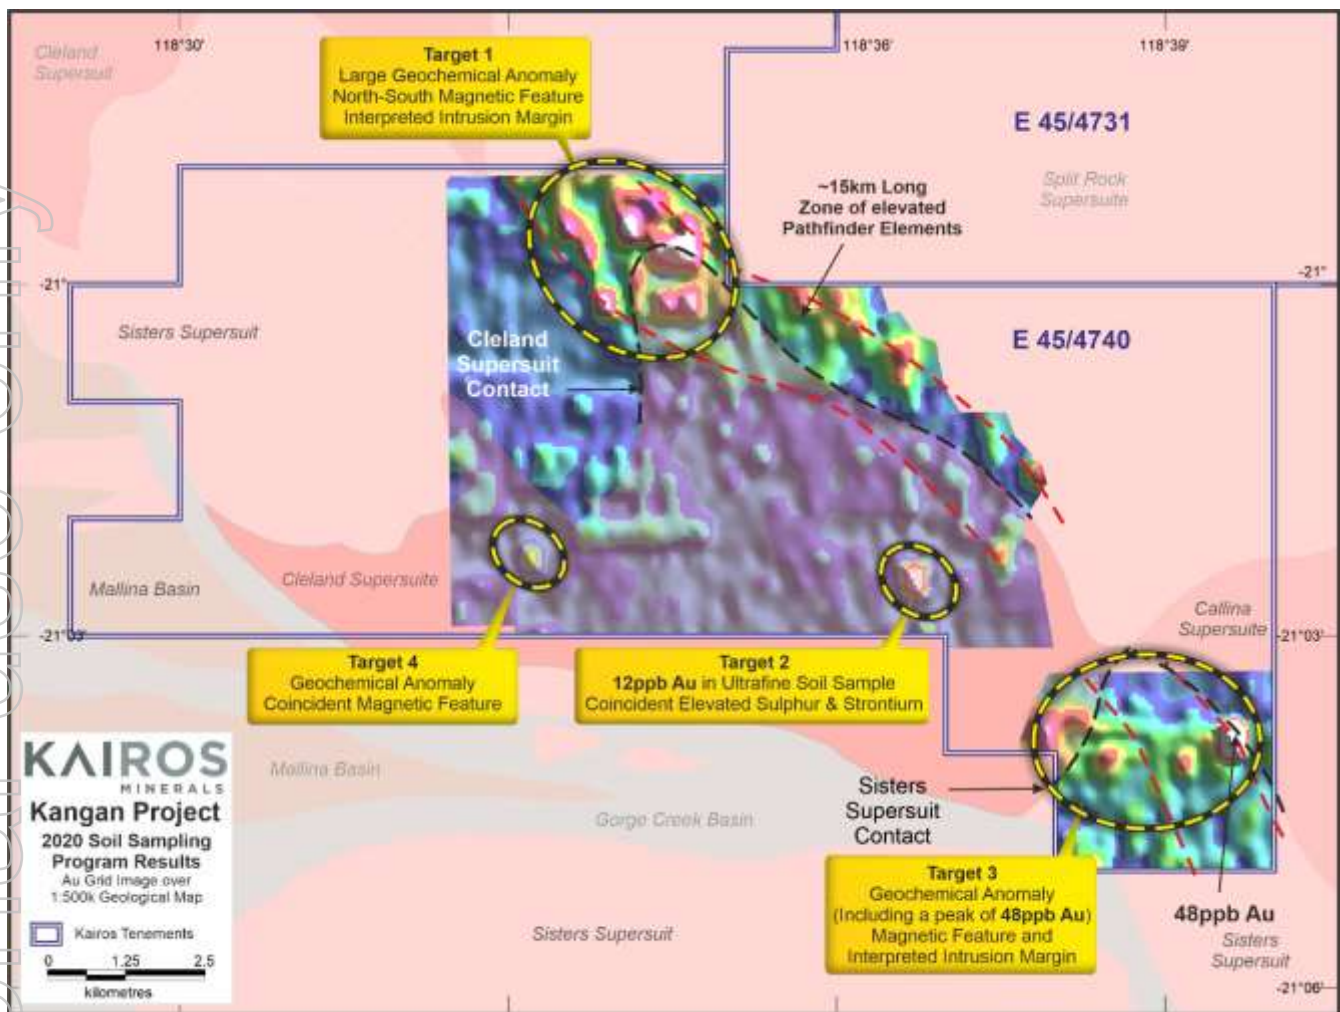 Cleland
Supersuit
118°30'
118°36'
118°39'
Target 1
Large Geochemical Anomaly
North-South Magnetic Feature
Interpreted Intrusion Margin
E 45/4731
Split Rock
Supersuite
~15km Long
Zone of elevated
Pathfinder Elements
-21°
-21°
Sisters Supersuit
E 45/4740
Cleland
Supersuit
Contact
Mallina Basin
Cleland Supersuite
Callina
Supersuite
-21°03'
-21°03'
Target 4
Geochemical Anomaly
Coincident Magnetic Feature
Target 2
12ppb Au in Ultrafine Soil Sample
Coincident Elevated Sulphur & Strontium
KAIROS
MINERALS
Kangan Project
2020 Soil Sampling
Program Results
Au Grid Image over
1:500k Geological Map
Kairos Tenements
0 1.25 2.5
kilometres
Mallina Basin
Gorge Creek Basin
Sisters
Supersuit
Contact
Target 3
Geochemical Anomaly
(Including a peak of 48ppb Au)
Magnetic Feature and
Interpreted Intrusion Margin
48ppb Au
Sisters Supersuit
Sisters
Supersuit
-21°06'